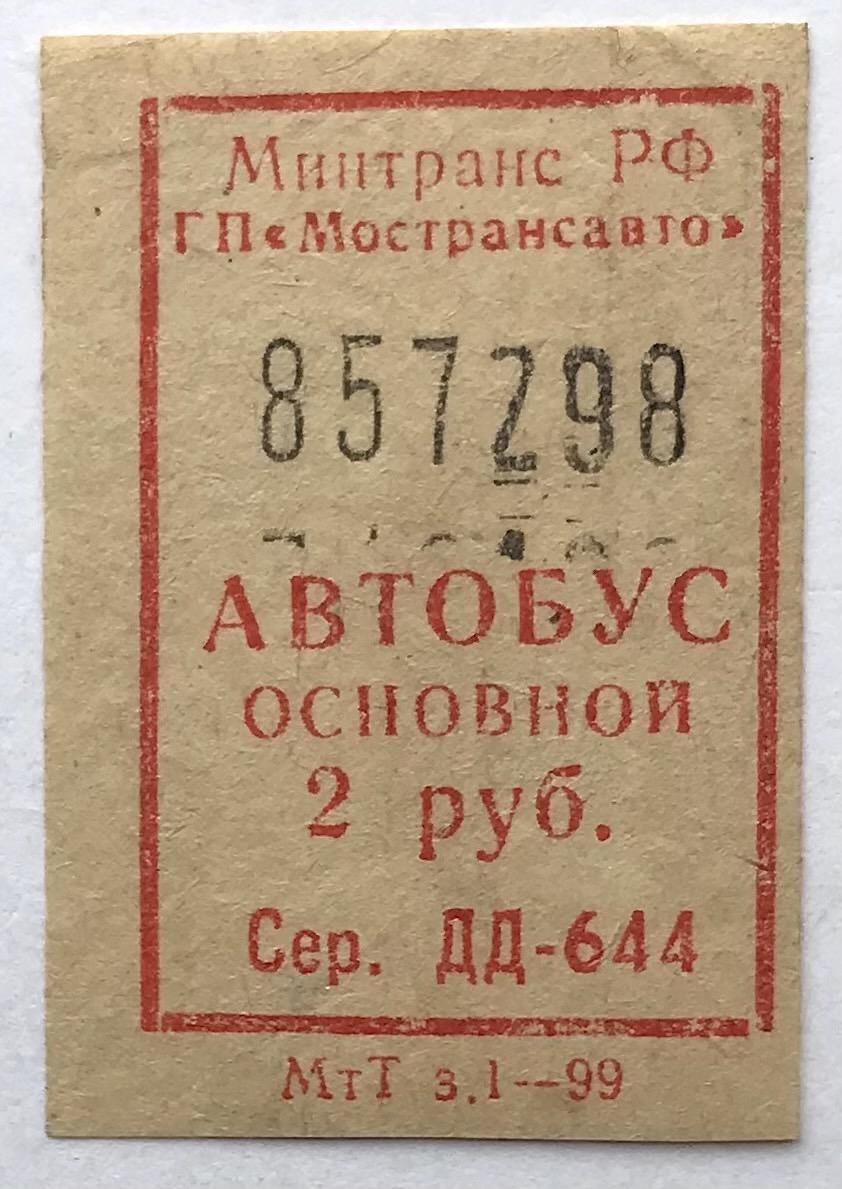 Минтранс РФ
ГП«Мострансавто»
857298
АВТОБУС
ОСНОВНОЙ
2 руб.
Сер. ДД-644
МтТ з.1--99